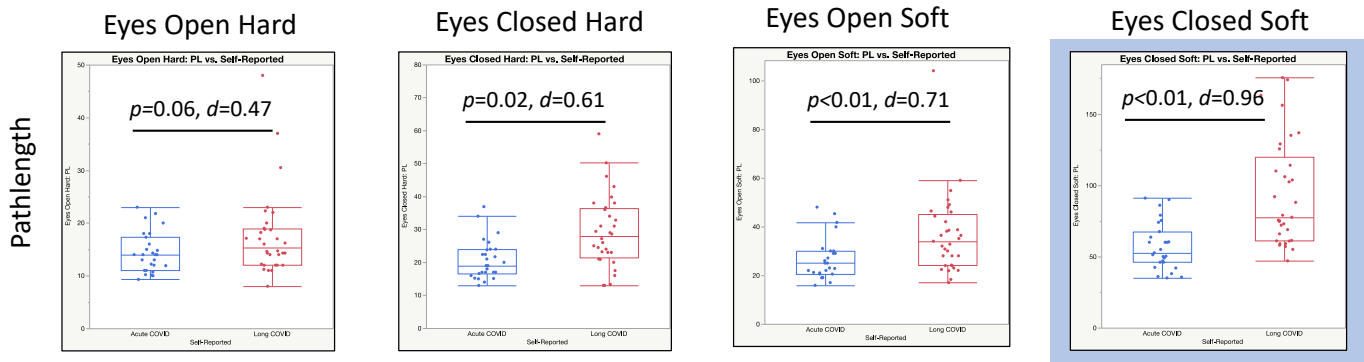 Eyes Open Hard
Eyes Closed Hard
Eyes Open Soft
Eyes Closed Soft
Pathlength
Eyes Open Hard: PL vs. Self-Reported
p=0.06, d=0.47
Eyes Open Hard: PL
50
40
30
20
10
0
Acute COVID
Long COVID
Self-Reported
Eyes Closed Hard: PL vs. Self-Reported
p=0.02, d=0.61
Eyes Closed Hard: PL
80
70
60
50
40
30
20
10
0
Acute COVID
Long COVID
Self-Reported
Eyes Open Soft: PL vs. Self-Reported
p<0.01, d=0.71
Eyes Open Soft: PL
100
80
60
40
20
0
Acute COVID
Long COVID
Self-Reported
Eyes Closed Soft: PL vs. Self-Reported
p<0.01, d=0.96
Eyes Closed Soft: PL
150
100
50
0
Acute COVID
Long COVID
Self-Reported